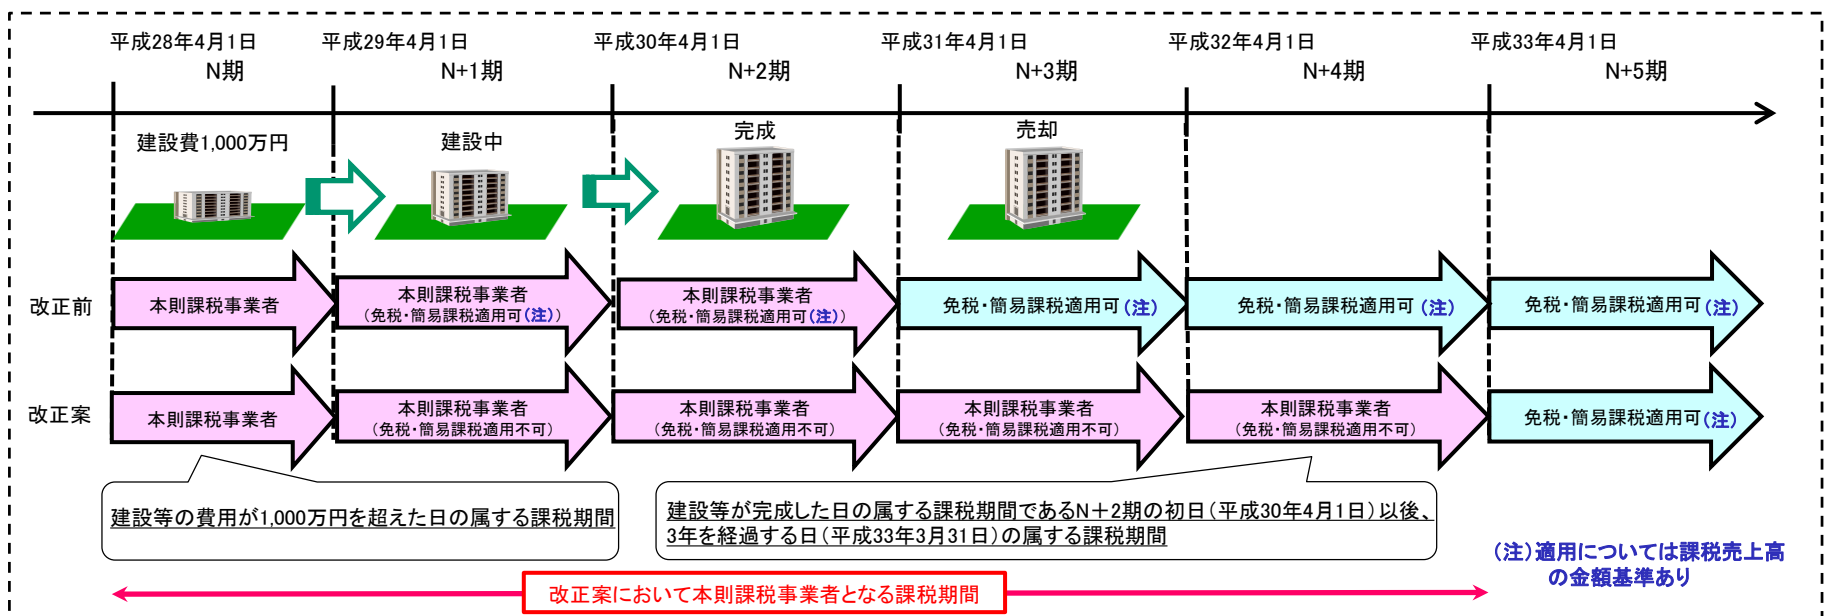 平成28年4月1日
平成29年4月1日
平成30年4月1日
平成31年4月1日
平成32年4月1日
平成33年4月1日
N期
N+1期
N+2期
N+3期
N+4期
N+5期
建設費1,000万円
建設中
完成
売却
改正前
本則課税事業者
本則課税事業者
(免税・簡易課税適用可(注))
本則課税事業者
(免税・簡易課税適用可(注))
免税・簡易課税適用可(注)
免税・簡易課税適用可(注)
免税・簡易課税適用可(注)
改正案
本則課税事業者
本則課税事業者
(免税・簡易課税適用不可)
本則課税事業者
(免税・簡易課税適用不可)
本則課税事業者
(免税・簡易課税適用不可)
本則課税事業者
(免税・簡易課税適用不可)
免税・簡易課税適用可(注)
建設等の費用が1,000万円を超えた日の属する課税期間
建設等が完成した日の属する課税期間であるN+2期の初日(平成30年4月1日)以後、
3年を経過する日(平成33年3月31日)の属する課税期間
(注)適用については課税売上高
の金額基準あり
改正案において本則課税事業者となる課税期間